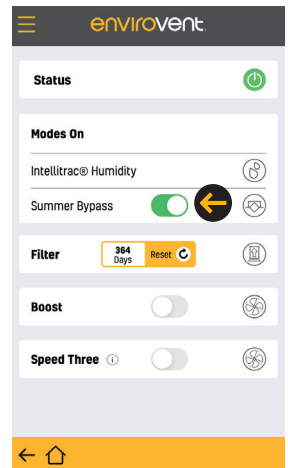 envirovent.
Status
Modes On
Intellitrac® Humidity
Summer Bypass
Filter
364
Days
Reset
Boost
Speed Three